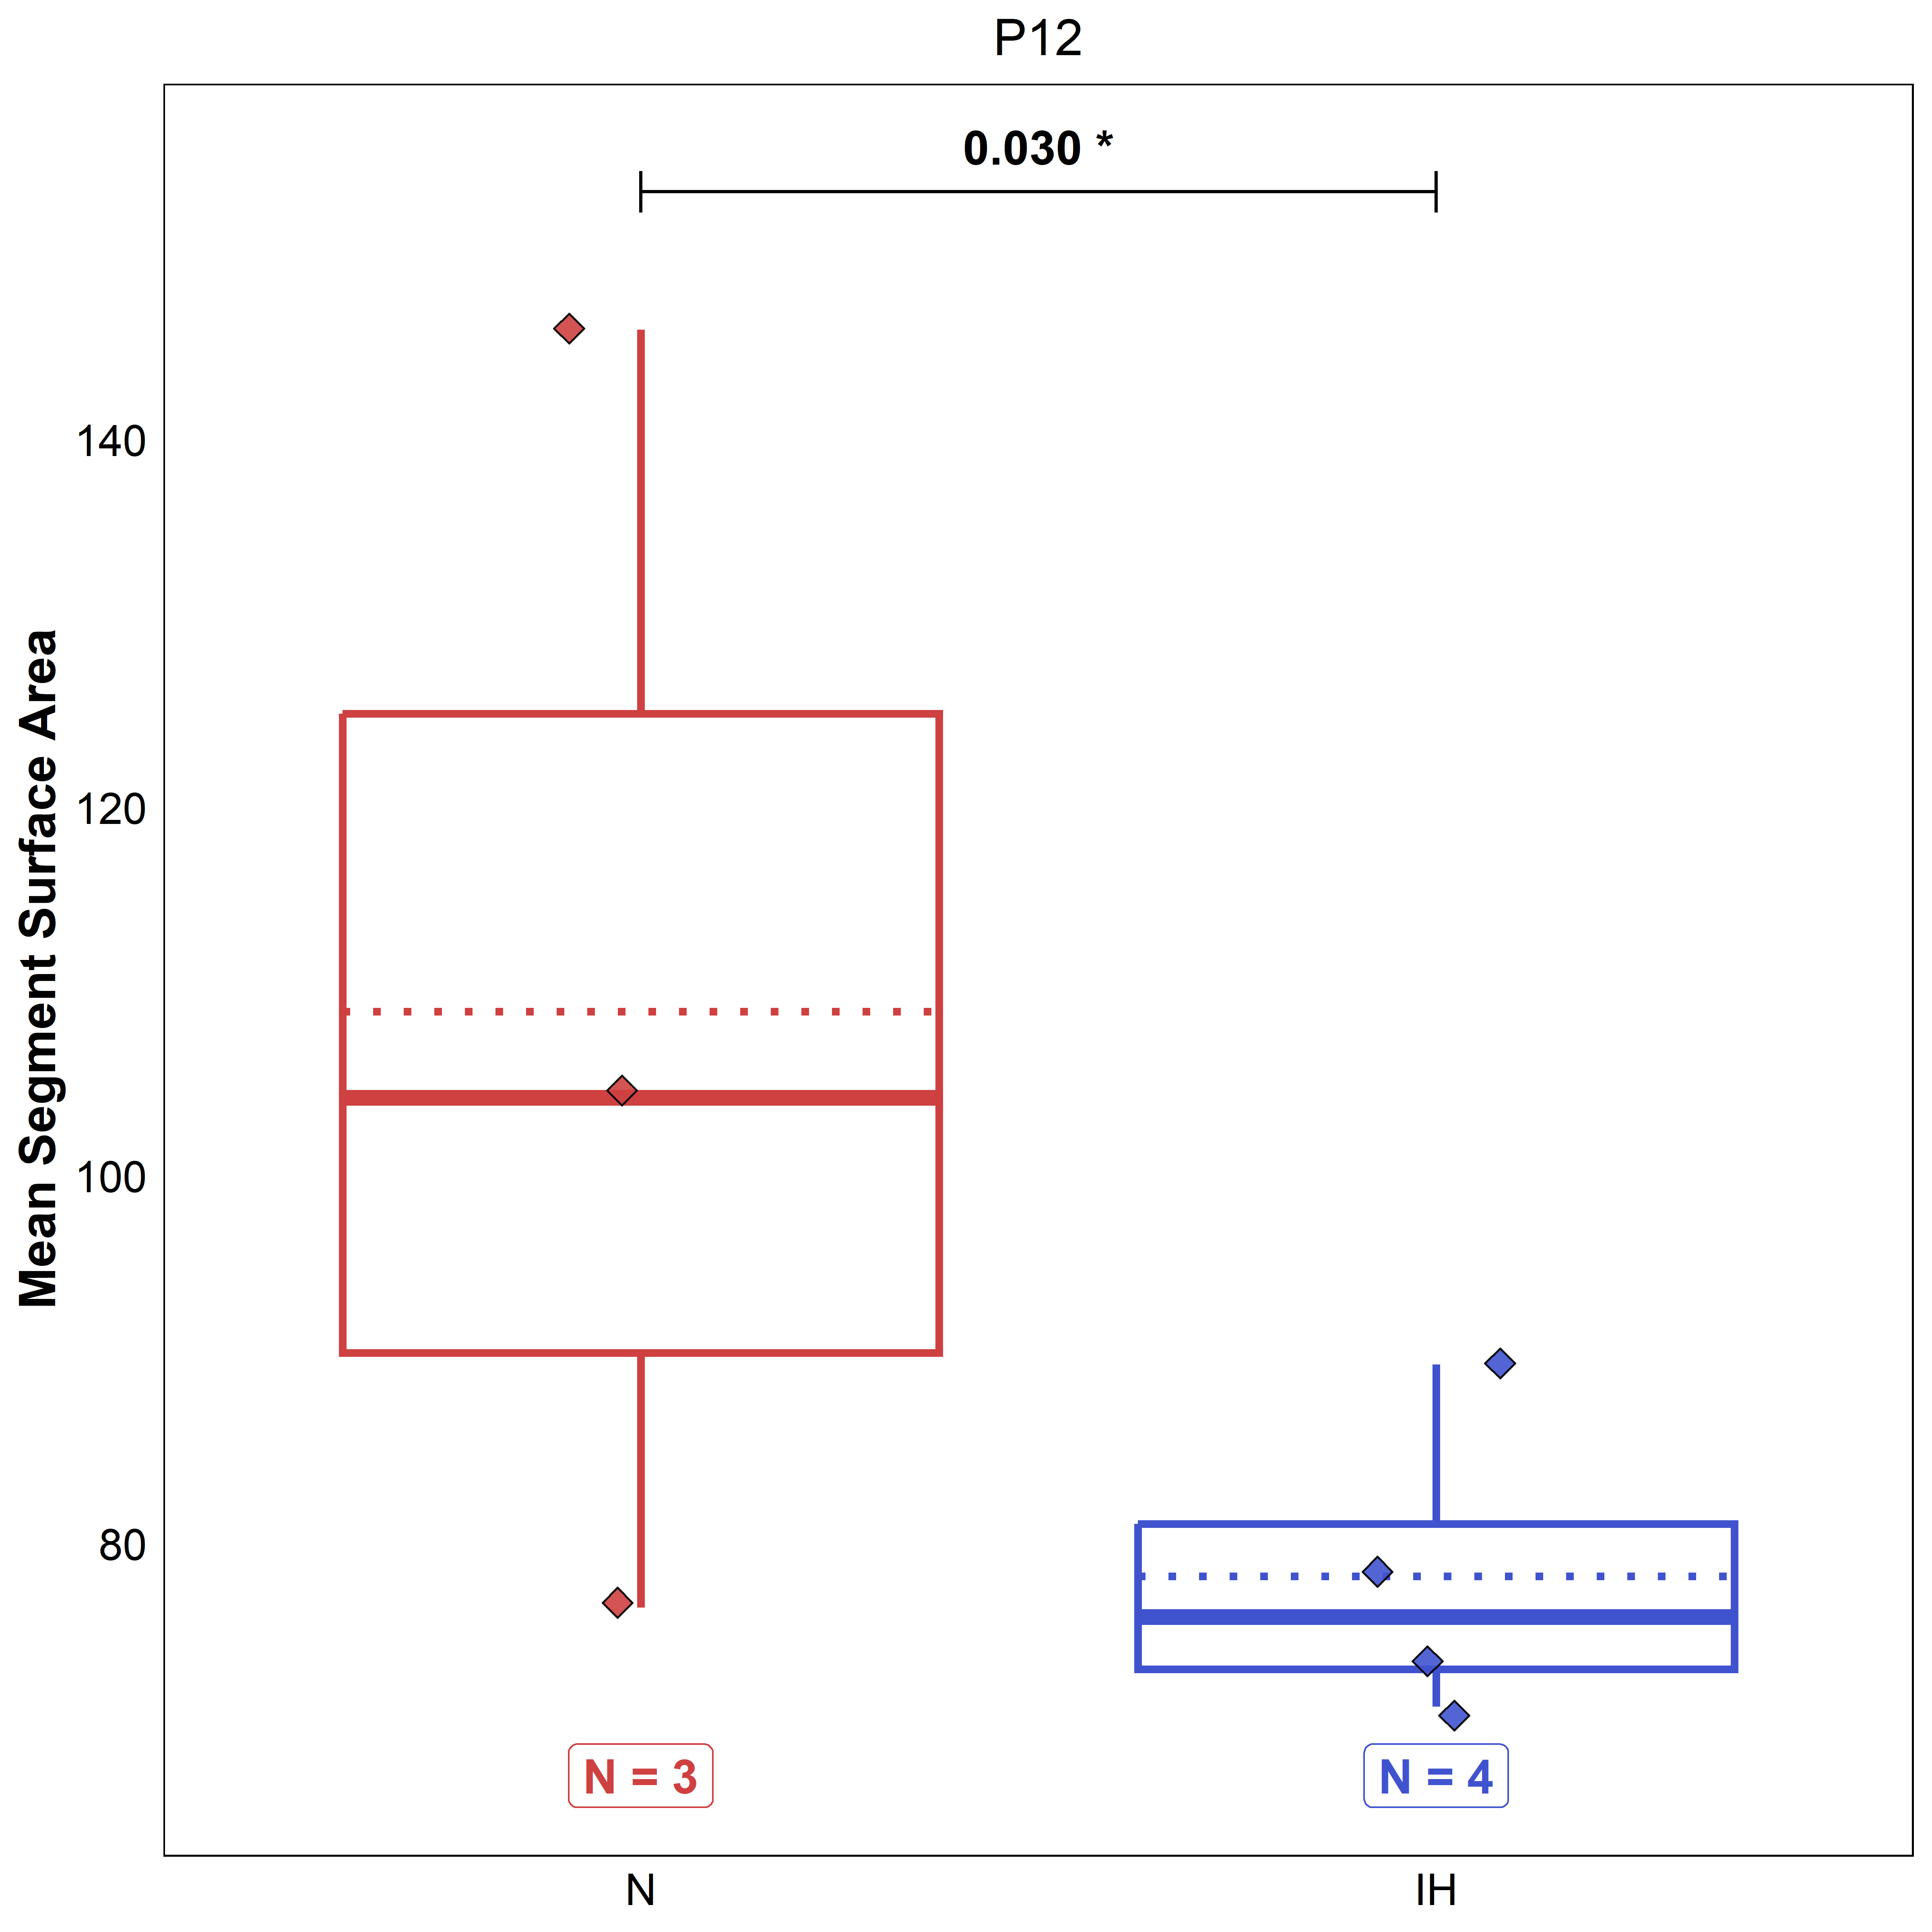 P12
0.030 *
Mean Segment Surface Area
140
120
100
80
N = 3
N = 4
N
IH